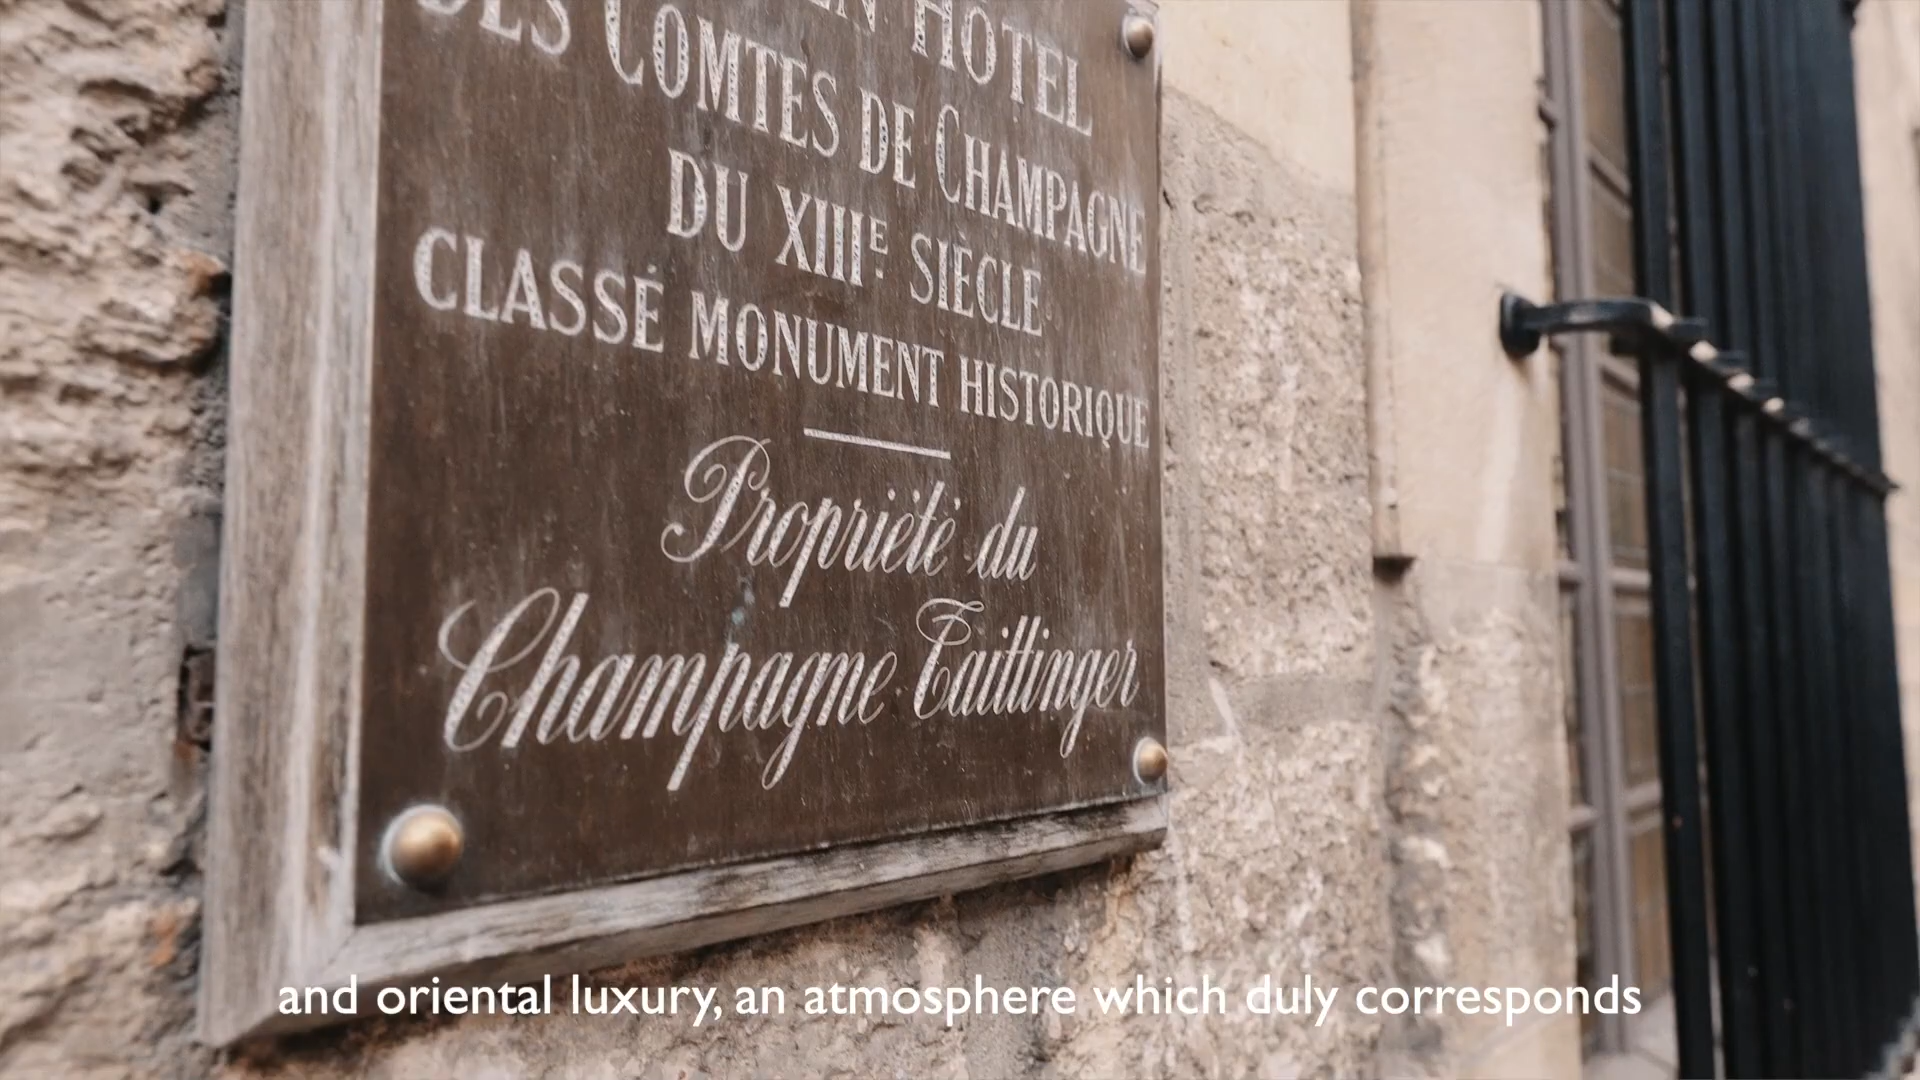 HÔTEL
DES COMTES DE CHAMPAGNE
DU XIIIE SIÈCLE
CLASSÉ MONUMENT HISTORIQUE
Propriété du
Champagne Taittinger
and oriental luxury, an atmosphere which duly corresponds